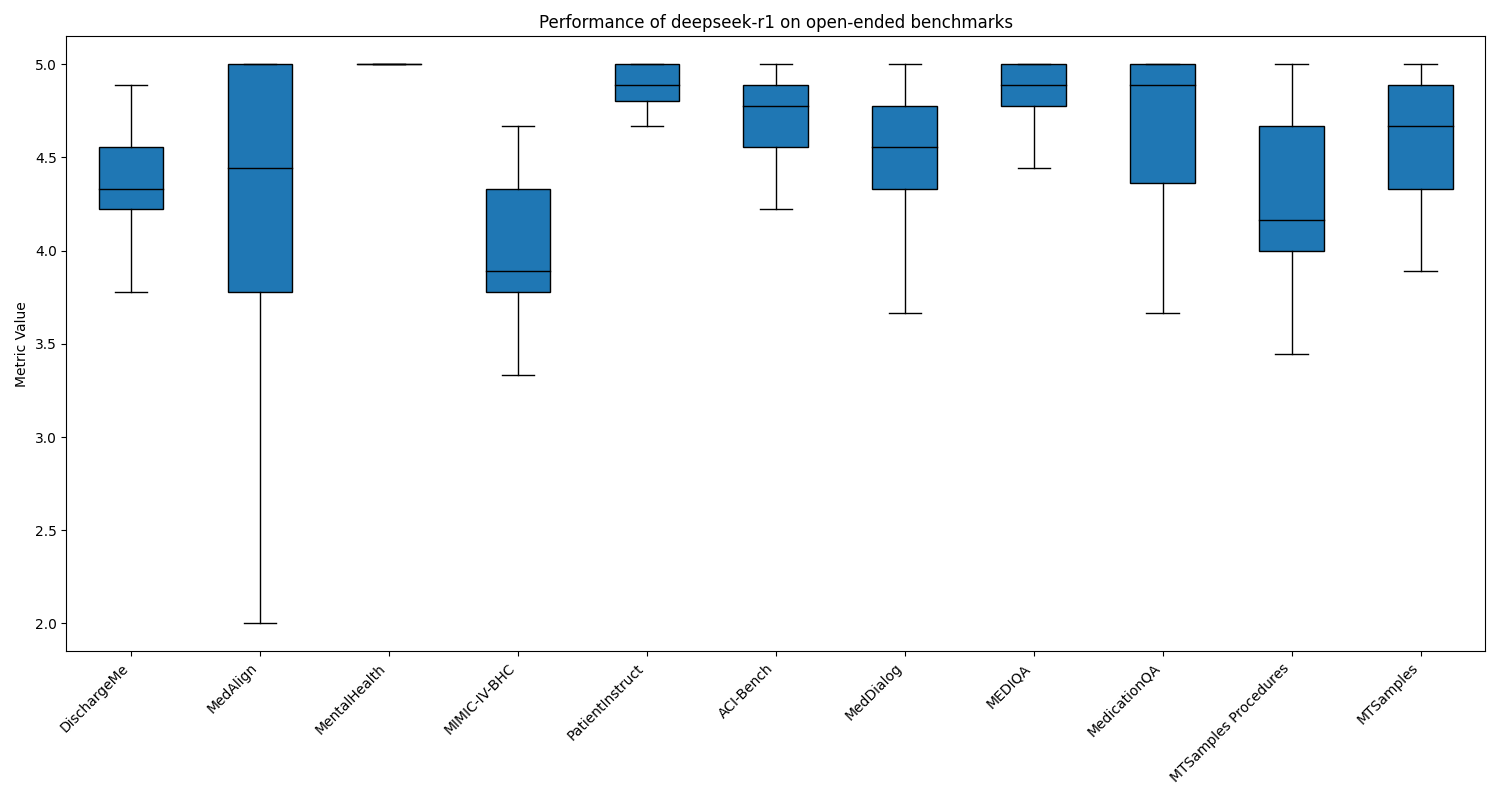 Performance of deepseek-r1 on open-ended benchmarks
Metric Value
5.0
4.5
4.0
3.5
3.0
2.5
2.0
DischargeMe
MedAlign
MentalHealth
MIMIC-IV-BHC
PatientInstruct
ACI-Bench
MedDialog
MEDIQA
MedicationQA
MTSamples Procedures
MTSamples